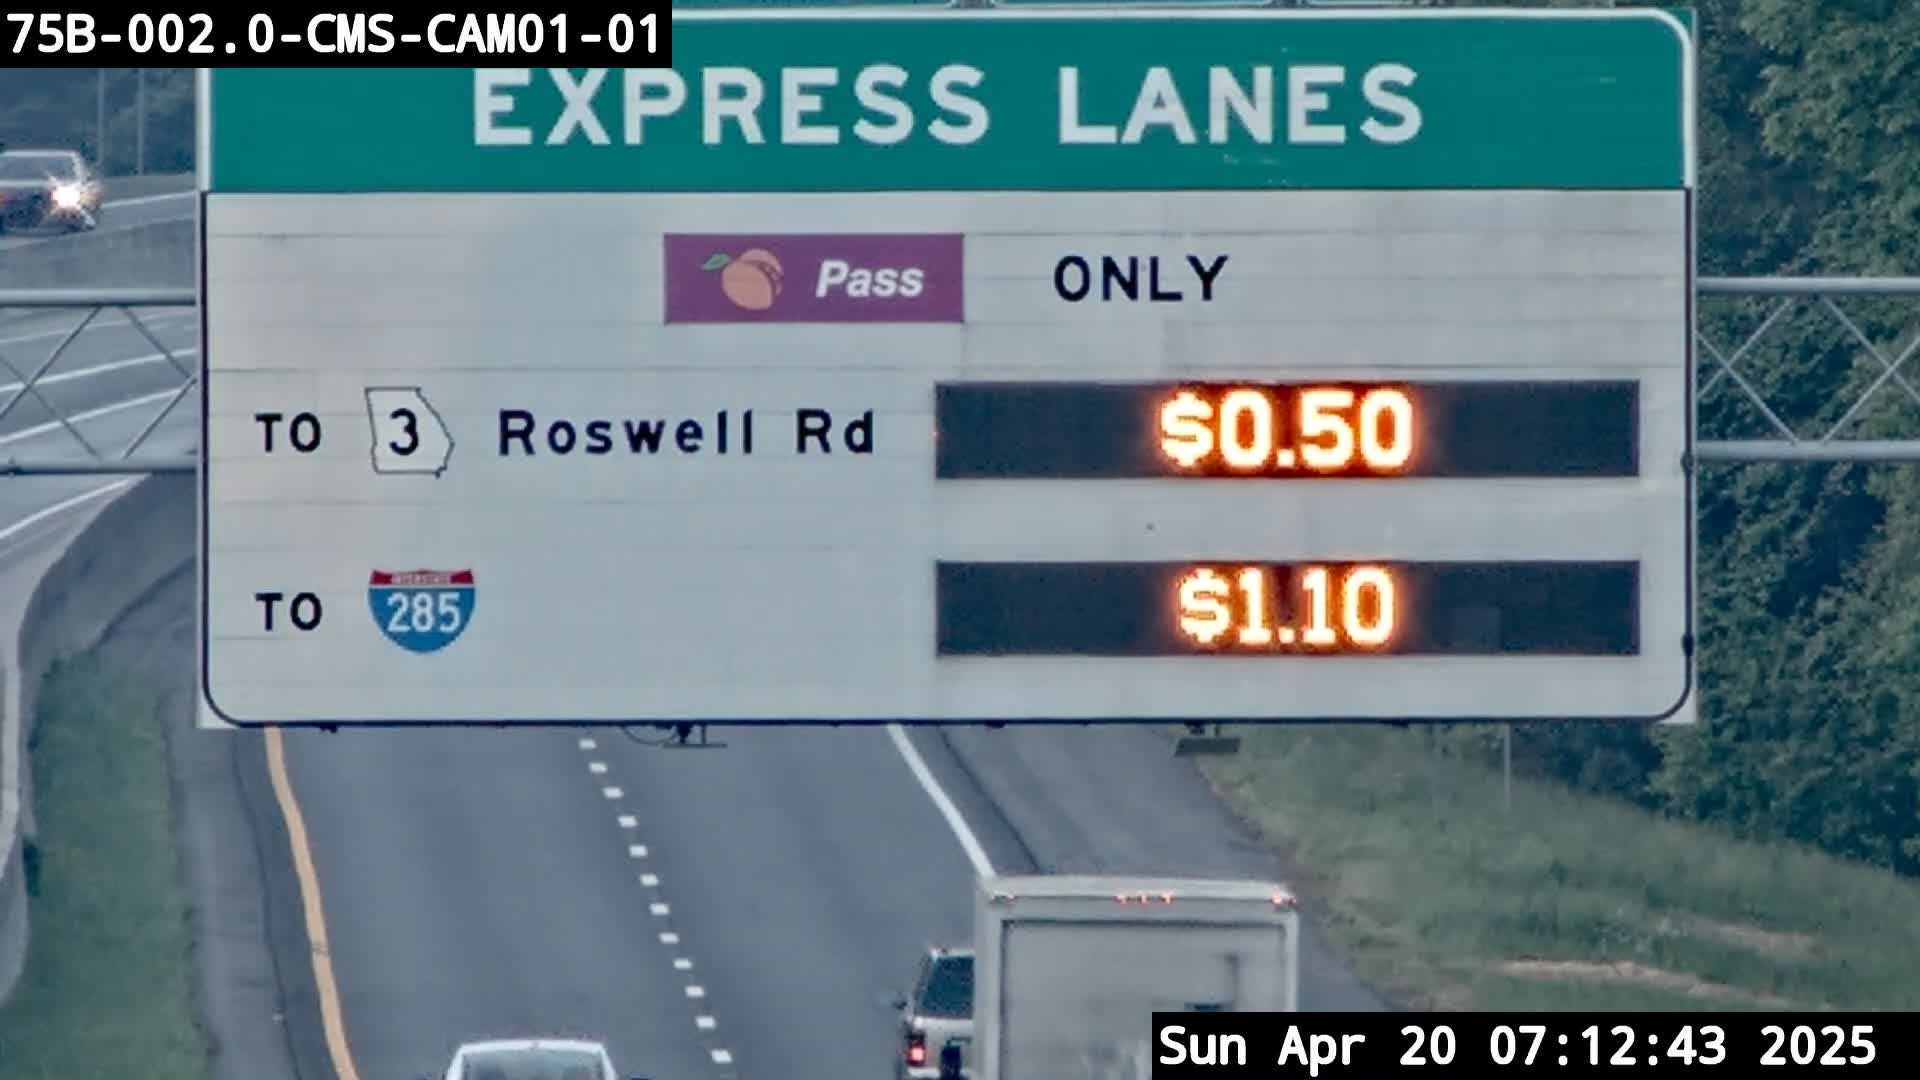 75B-002.0-CMS-CAM01-01
EXPRESS LANES
Pass ONLY
TO 3 Roswell Rd $0.50
TO 285 $1.10
Sun Apr 20 07:12:43 2025